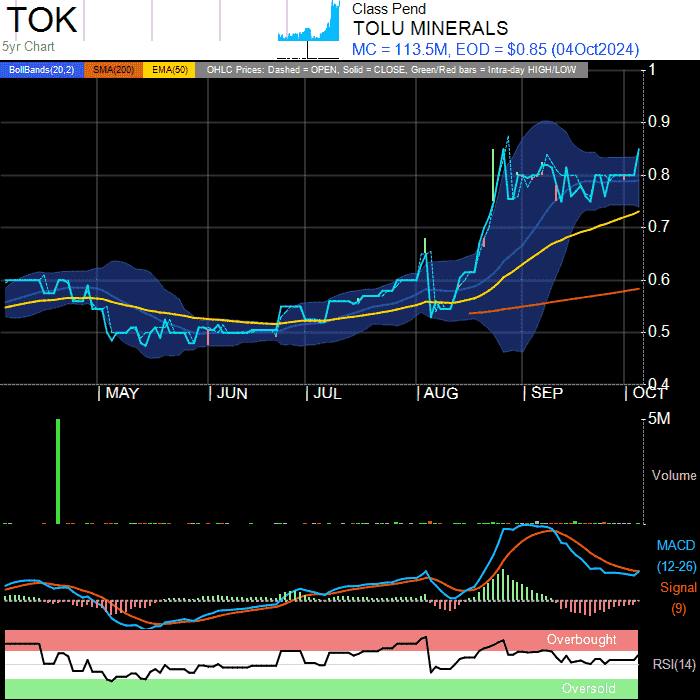 TOK
5yr Chart
Class Pend
TOLU MINERALS
MC = 113.5M, EOD = $0.85 (04Oct2024)
BollBands(20,2) SMA(200) EMA(50) OHLC Prices: Dashed = OPEN, Solid = CLOSE, Green/Red bars = Intra-day HIGH/LOW
1
0.9
0.8
0.7
0.6
0.5
0.4
MAY JUN JUL AUG SEP OCT
5M
Volume
MACD
(12-26)
Signal
(9)
Overbought
RSI(14)
Oversold